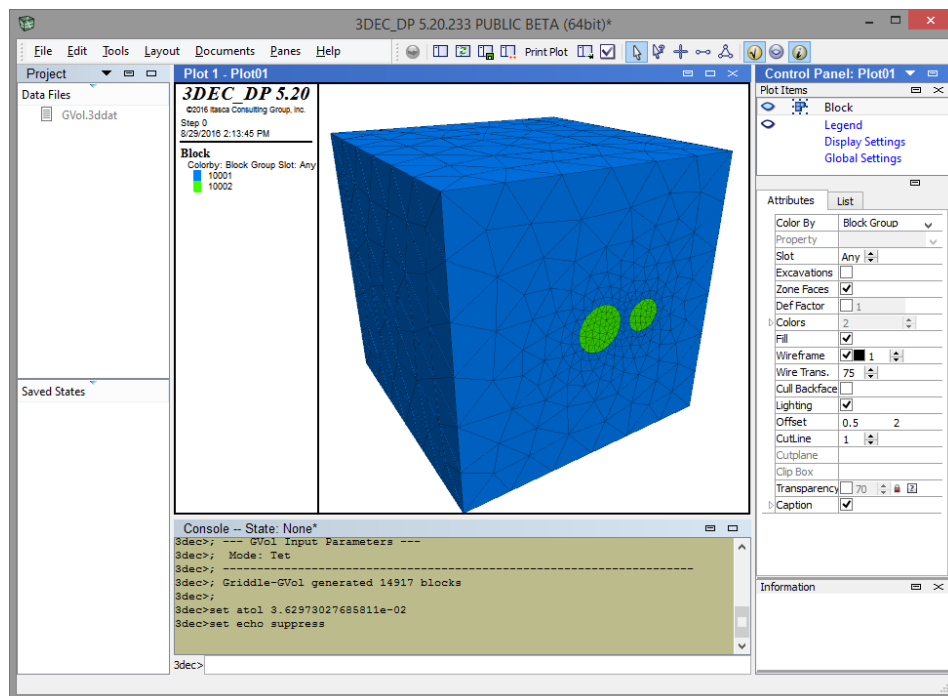 3DEC_DP 5.20.233 PUBLIC BETA (64bit)*
File Edit Tools Layout Documents Panes Help Print Plot
Project
Data Files
GVol.3ddat
Saved States
Plot 1 - Plot01
3DEC_DP 5.20
©2016 Itasca Consulting Group, Inc.
Step 0
8/29/2016 2:13:45 PM
Block
Colorby: Block Group Slot: Any
10001
10002
Console -- State: None*
3dec>; --- GVol Input Parameters ---
3dec>;  Mode: Tet
3dec>; ----------------------------------------------------------
3dec>; Griddle-GVol generated 14917 blocks
3dec>;
3dec>set atol 3.62973027685811e-02
3dec>set echo suppress
3dec>
Control Panel: Plot01
Plot Items
Block
Legend
Display Settings
Global Settings
Attributes List
Color By Block Group
Property
Slot Any
Excavations
Zone Faces
Def Factor 1
Colors 2
Fill
Wireframe 1
Wire Trans. 75
Cull Backface
Lighting
Offset 0.5 2
CutLine 1
Cutplane
Clip Box
Transparency 70
Caption
Information